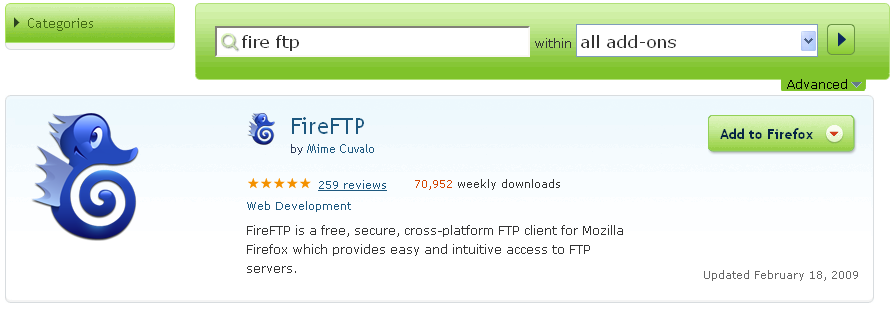 Categories
fire ftp within all add-ons
Advanced
FireFTP
by Mime Cuvalo
Add to Firefox
259 reviews 70,952 weekly downloads
Web Development
FireFTP is a free, secure, cross-platform FTP client for Mozilla
Firefox which provides easy and intuitive access to FTP
servers.
Updated February 18, 2009